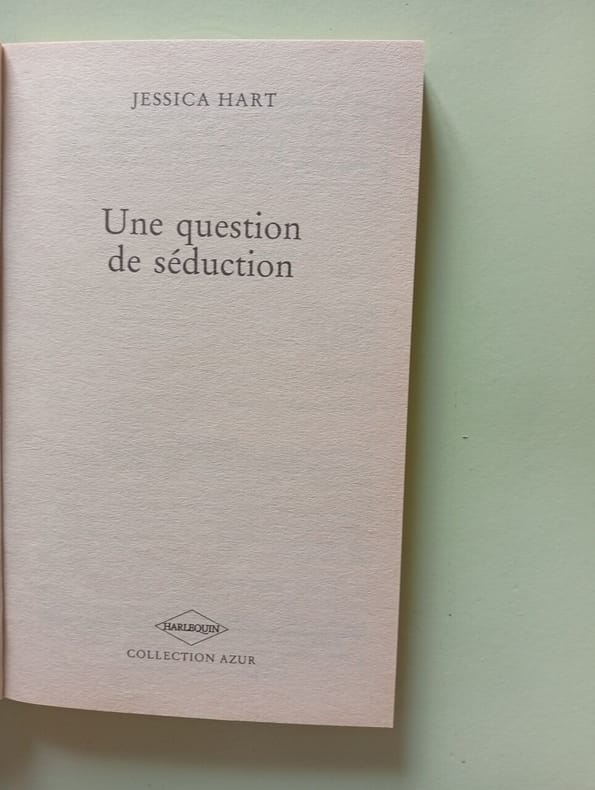 JESSICA HART
Une question
de séduction
HARLEQUIN
COLLECTION AZUR